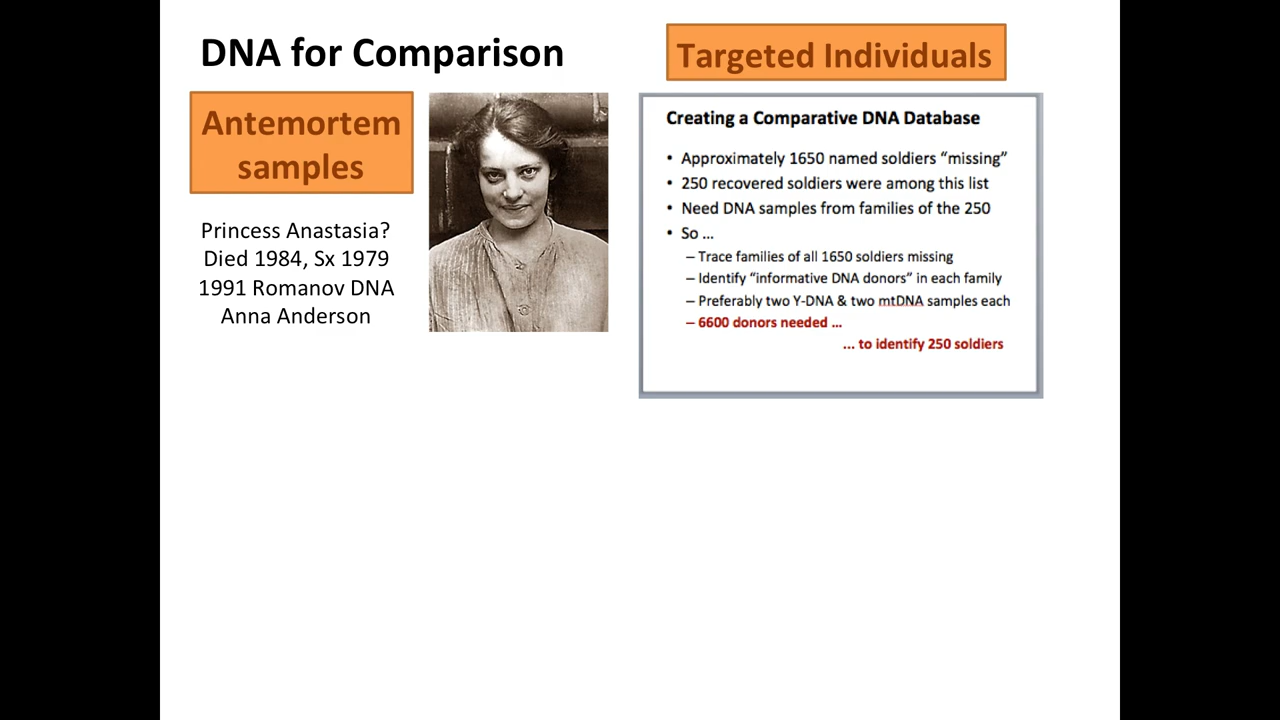 DNA for Comparison
Antemortem
samples
Princess Anastasia?
Died 1984, Sx 1979
1991 Romanov DNA
Anna Anderson
Targeted Individuals
Creating a Comparative DNA Database
• Approximately 1650 named soldiers “missing”
• 250 recovered soldiers were among this list
• Need DNA samples from families of the 250
• So ...
– Trace families of all 1650 soldiers missing
– Identify “informative DNA donors” in each family
– Preferably two Y-DNA & two mtDNA samples each
– 6600 donors needed ...
... to identify 250 soldiers